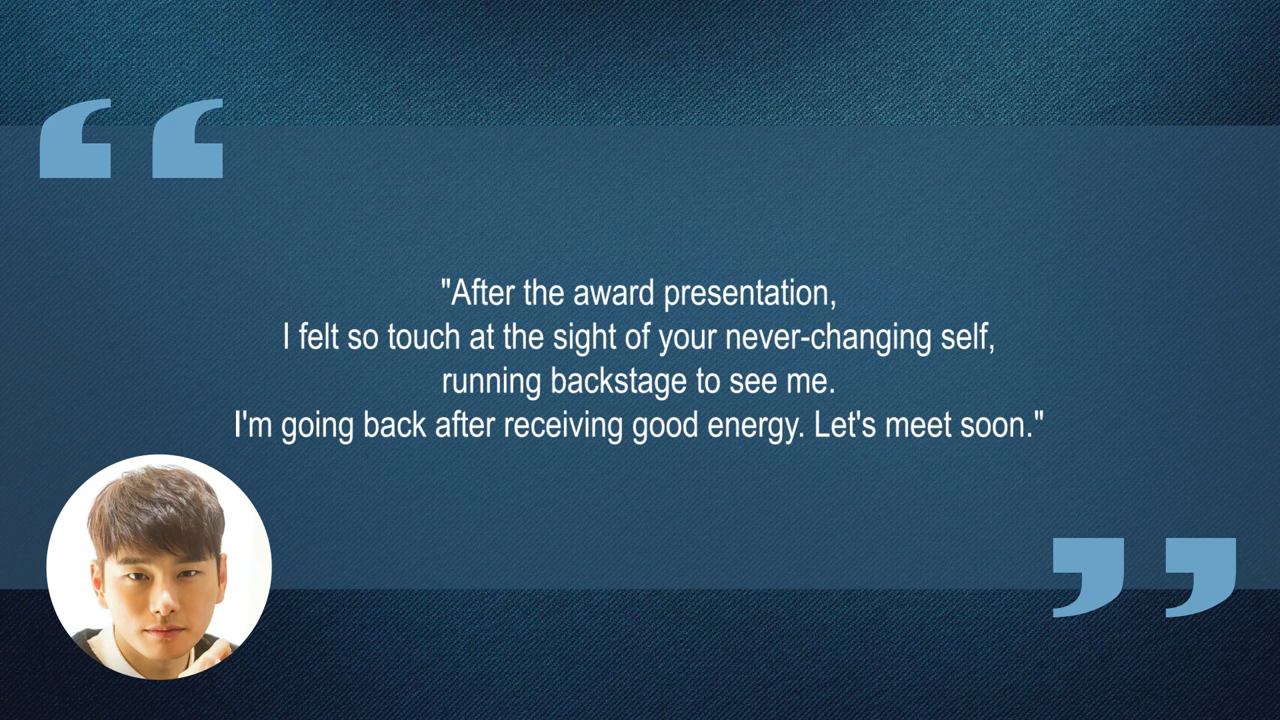 "After the award presentation,
I felt so touch at the sight of your never-changing self,
running backstage to see me.
I'm going back after receiving good energy. Let's meet soon."